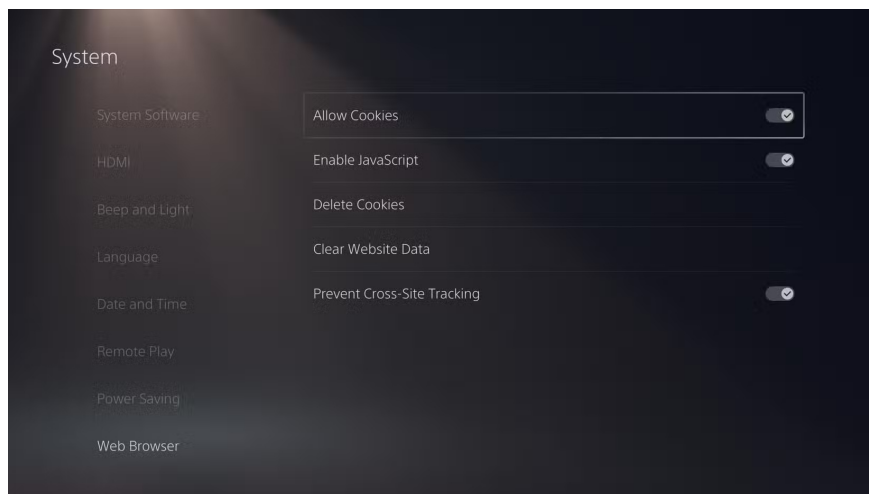 System
System Software
HDMI
Beep and Light
Language
Date and Time
Remote Play
Power Saving
Web Browser
Allow Cookies
Enable JavaScript
Delete Cookies
Clear Website Data
Prevent Cross-Site Tracking